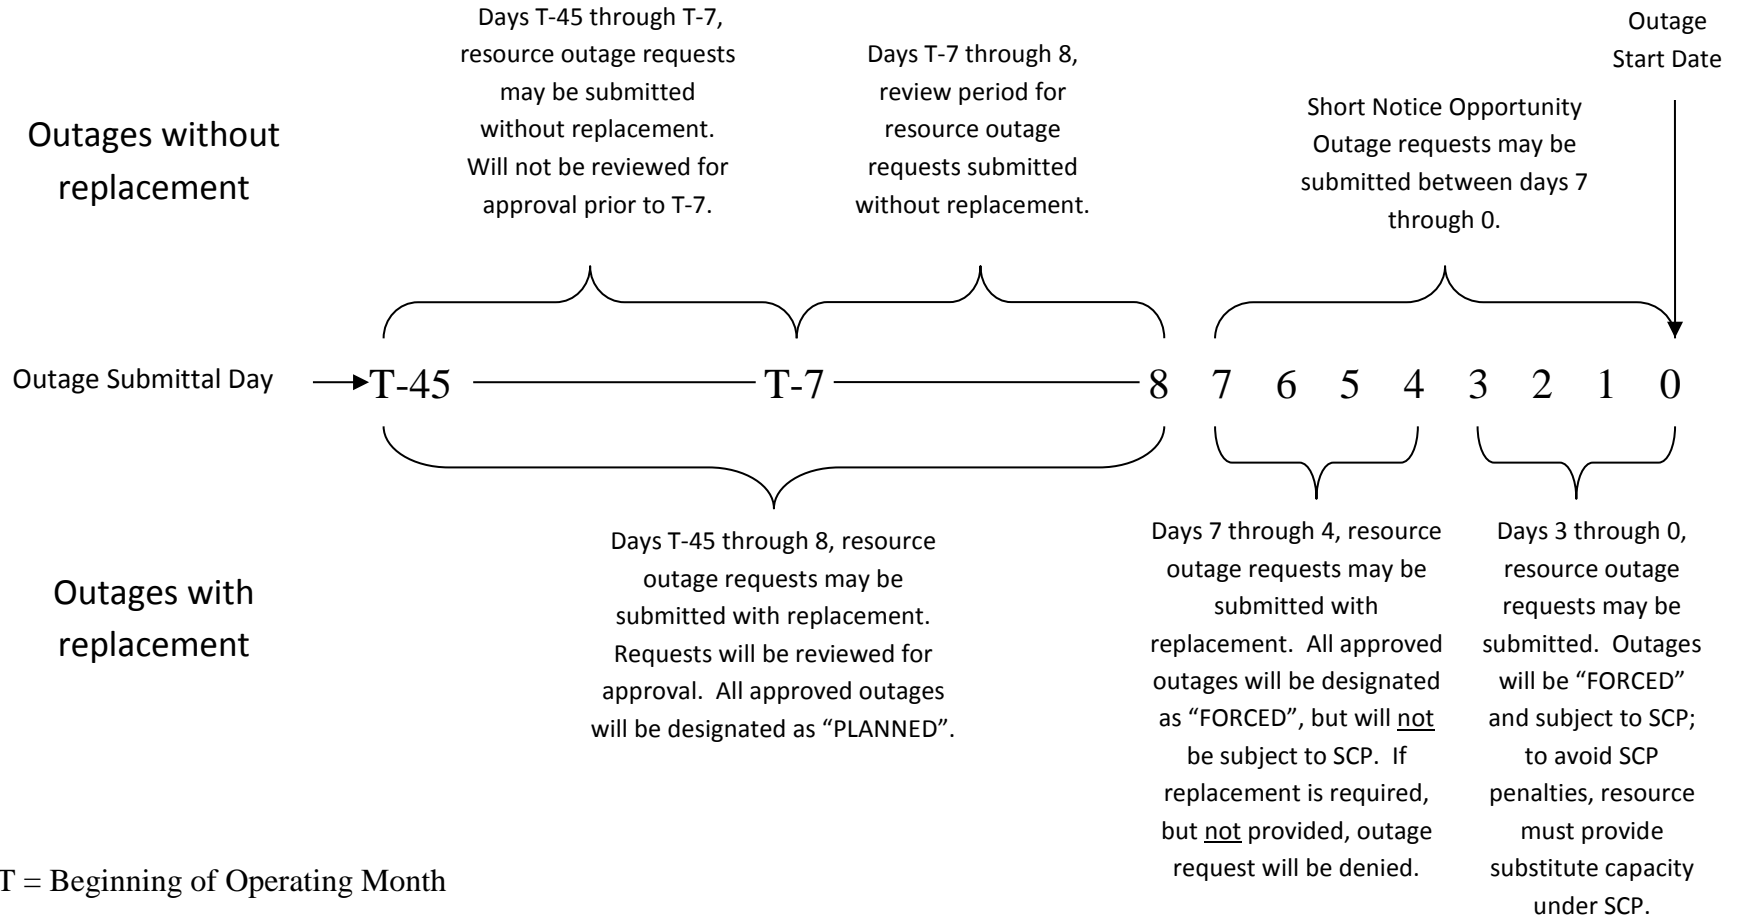 Days T-45 through T-7,
resource outage requests
may be submitted
without replacement.
Will not be reviewed for
approval prior to T-7.
Days T-7 through 8,
review period for
resource outage
requests submitted
without replacement.
Short Notice Opportunity
Outage requests may be
submitted between days 7
through 0.
Outage
Start Date
Outages without
replacement
Outage Submittal Day
T-45 T-7 8 7 6 5 4 3 2 1 0
Outages with
replacement
Days T-45 through 8, resource
outage requests may be
submitted with replacement.
Requests will be reviewed for
approval.  All approved outages
will be designated as “PLANNED”.
Days 7 through 4, resource
outage requests may be
submitted with
replacement.  All approved
outages will be designated
as “FORCED”, but will not
be subject to SCP.  If
replacement is required,
but not provided, outage
request will be denied.
Days 3 through 0,
resource outage
requests may be
submitted.  Outages
will be “FORCED”
and subject to SCP;
to avoid SCP
penalties, resource
must provide
substitute capacity
under SCP.
T = Beginning of Operating Month